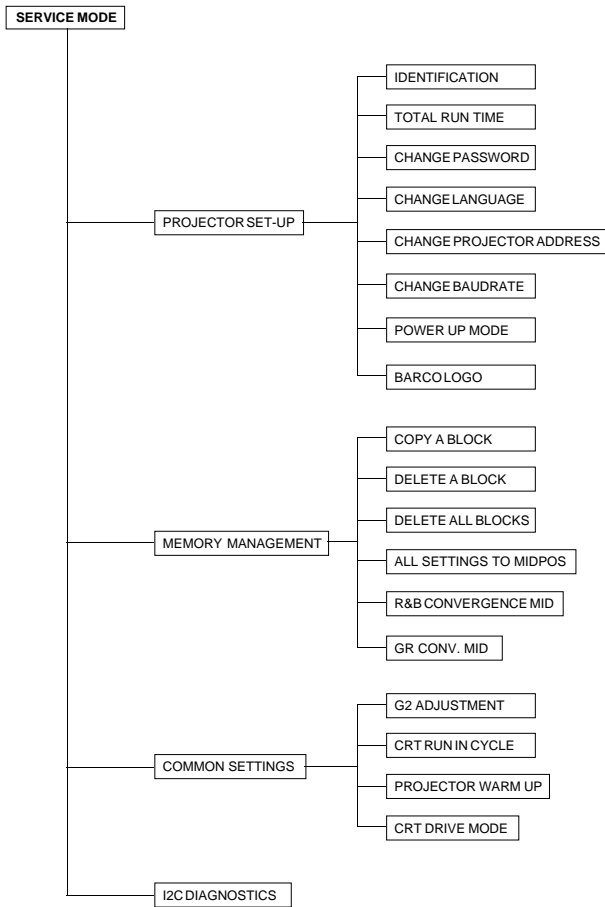 SERVICE MODE
PROJECTOR SET-UP
IDENTIFICATION
TOTAL RUN TIME
CHANGE PASSWORD
CHANGE LANGUAGE
CHANGE PROJECTOR ADDRESS
CHANGE BAUDRATE
POWER UP MODE
BARCO LOGO
MEMORY MANAGEMENT
COPY A BLOCK
DELETE A BLOCK
DELETE ALL BLOCKS
ALL SETTINGS TO MIDPOS
R&B CONVERGENCE MID
GR CONV. MID
COMMON SETTINGS
G2 ADJUSTMENT
CRT RUN IN CYCLE
PROJECTOR WARM UP
CRT DRIVE MODE
I2C DIAGNOSTICS